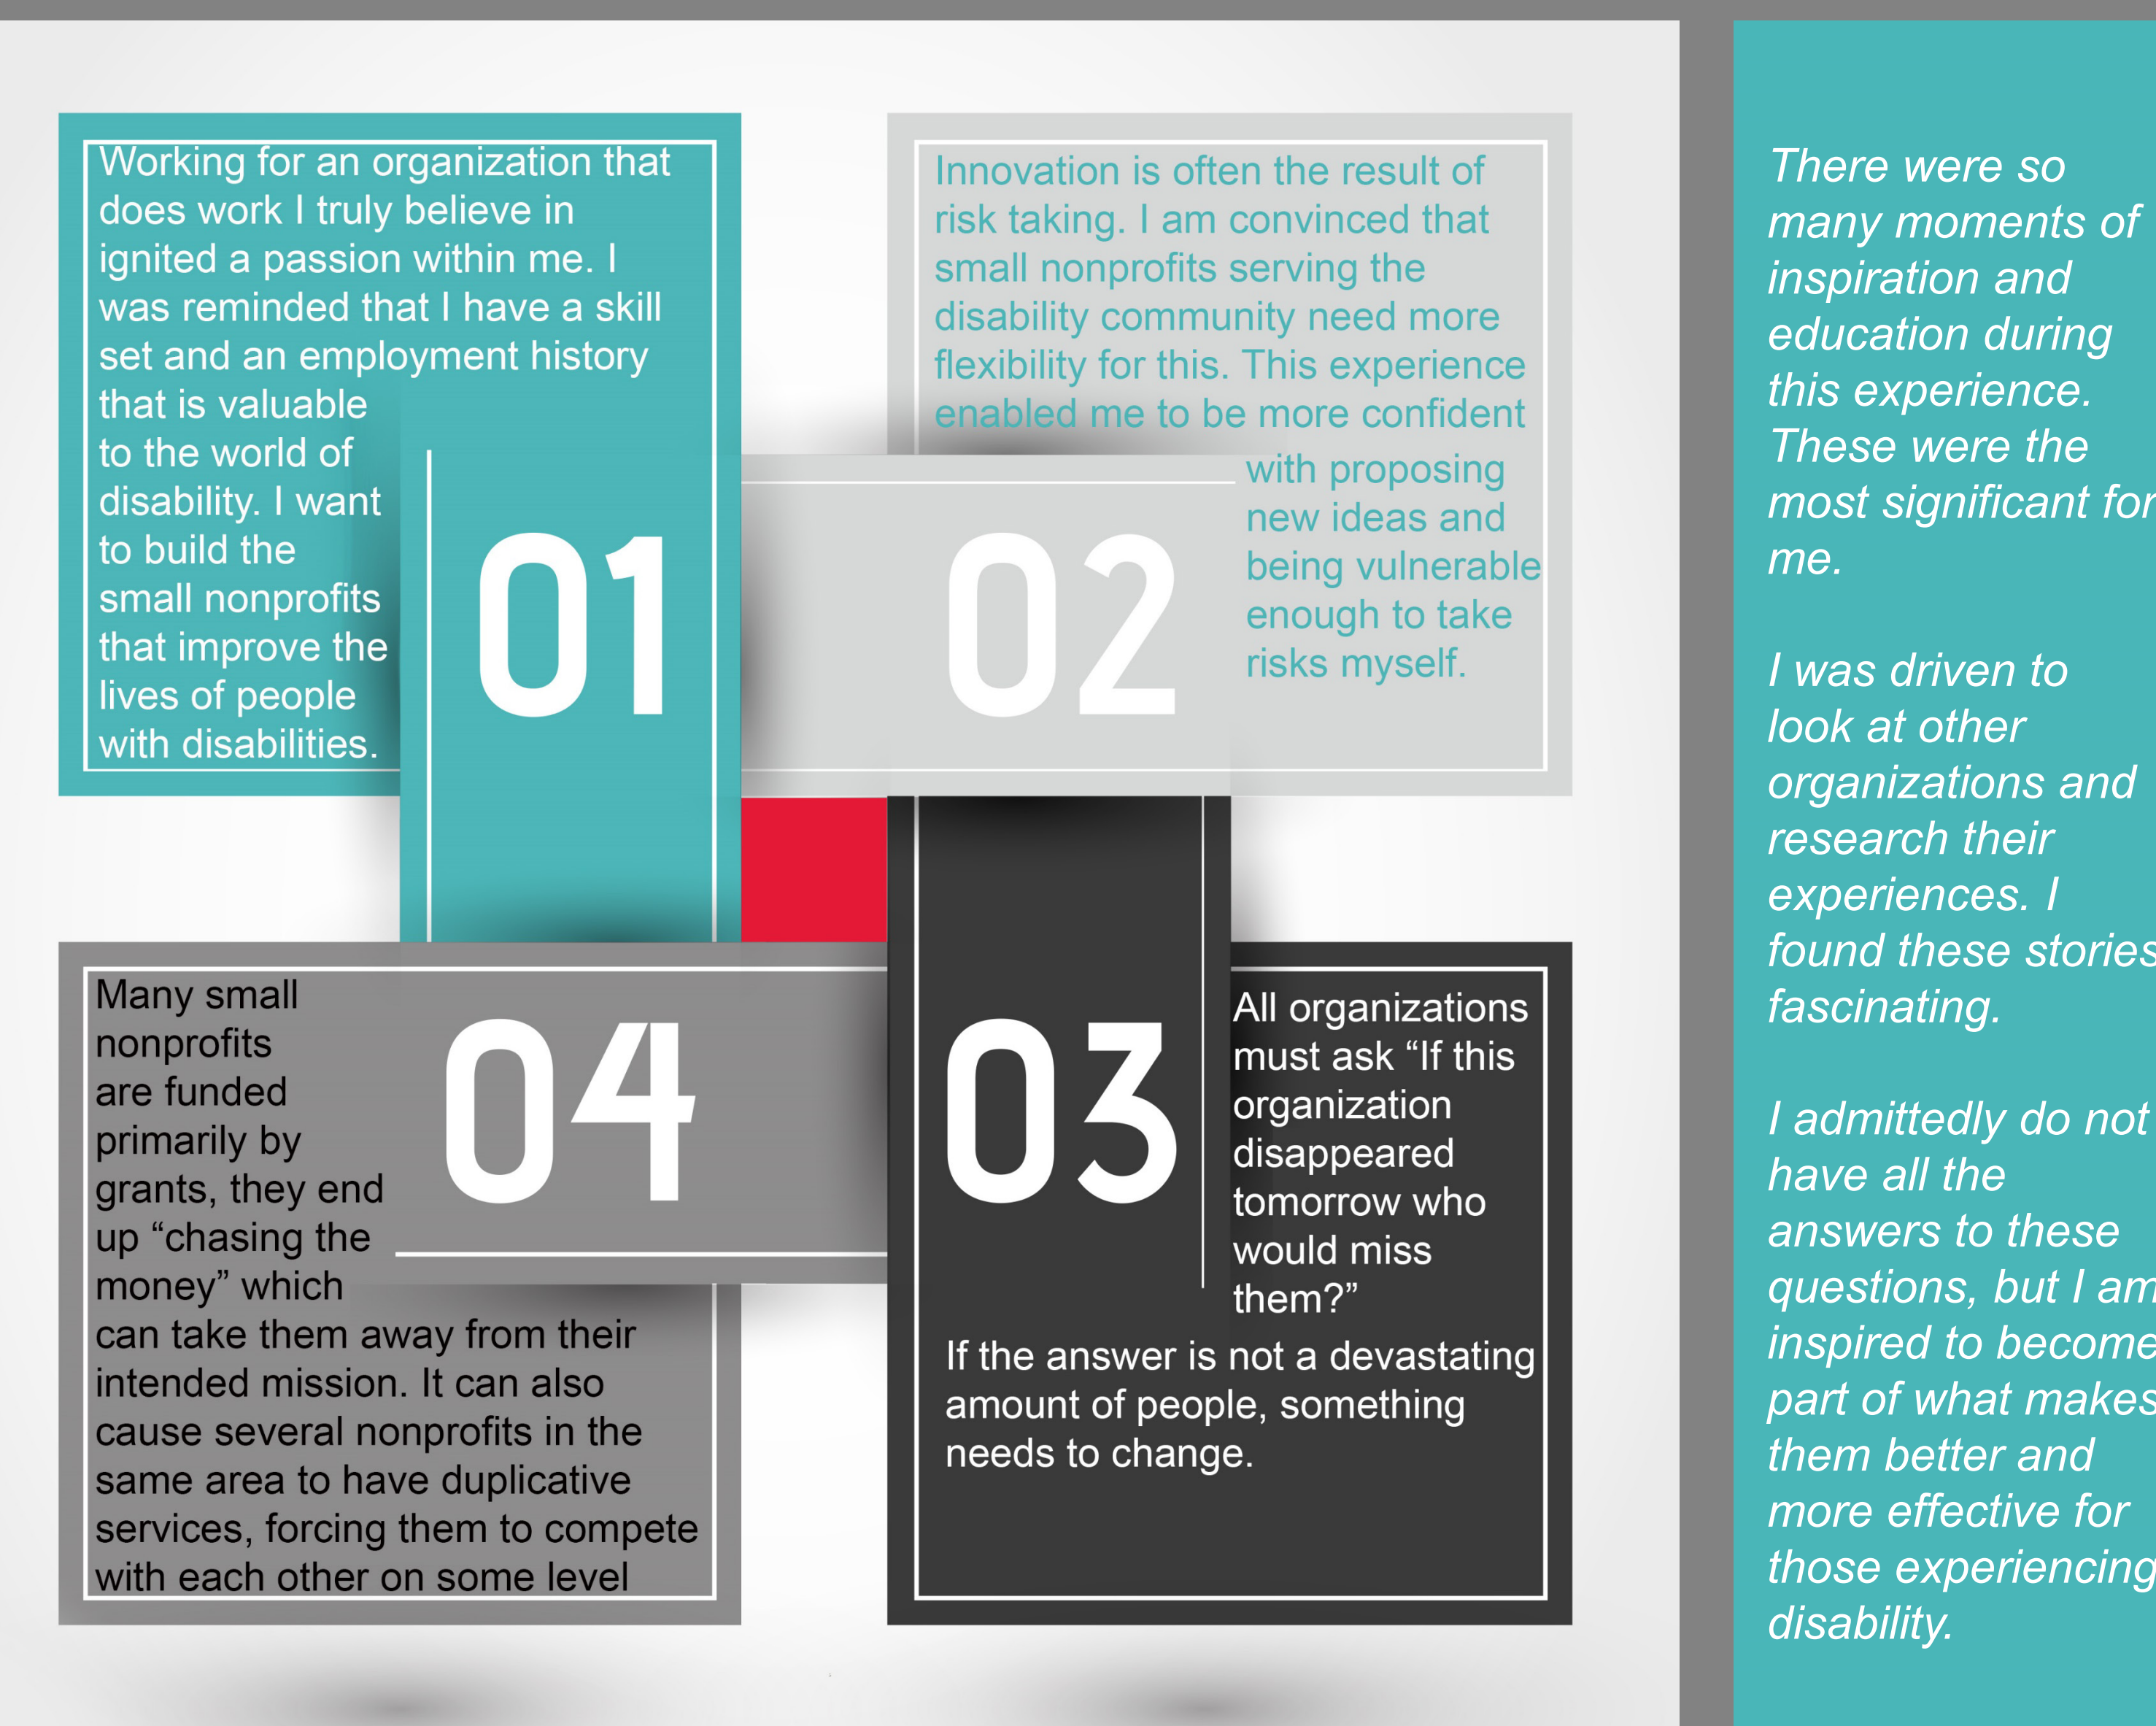 Working for an organization that
does work I truly believe in
ignited a passion within me. I
was reminded that I have a skill
set and an employment history
that is valuable
to the world of
disability. I want
to build the
small nonprofits
that improve the
lives of people
with disabilities.
01
Innovation is often the result of
risk taking. I am convinced that
small nonprofits serving the
disability community need more
flexibility for this. This experience
enabled me to be more confident
with proposing
new ideas and
being vulnerable
enough to take
risks myself.
02
03
All organizations
must ask “If this
organization
disappeared
tomorrow who
would miss
them?”
If the answer is not a devastating
amount of people, something
needs to change.
04
Many small
nonprofits
are funded
primarily by
grants, they end
up “chasing the
money” which
can take them away from their
intended mission. It can also
cause several nonprofits in the
same area to have duplicative
services, forcing them to compete
with each other on some level
There were so
many moments of
inspiration and
education during
this experience.
These were the
most significant for
me.
I was driven to
look at other
organizations and
research their
experiences. I
found these stories
fascinating.
I admittedly do not
have all the
answers to these
questions, but I am
inspired to become
part of what makes
them better and
more effective for
those experiencing
disability.